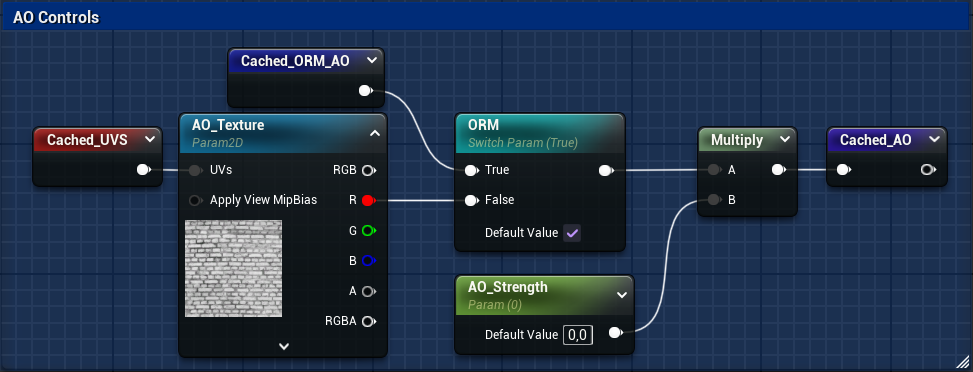 AO Controls
Cached_ORM_AO
Cached_UVS
AO_Texture
Param2D
UVs
RGB
Apply View MipBias
R
G
B
A
RGBA
ORM
Switch Param (True)
True
False
Default Value
Multiply
A
B
Cached_AO
AO_Strength
Param (0)
Default Value 0,0